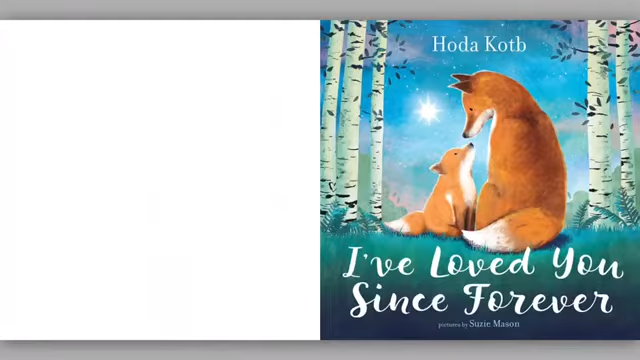 Hoda Kotb
I've Loved You
Since Forever
pictures by Suzie Mason